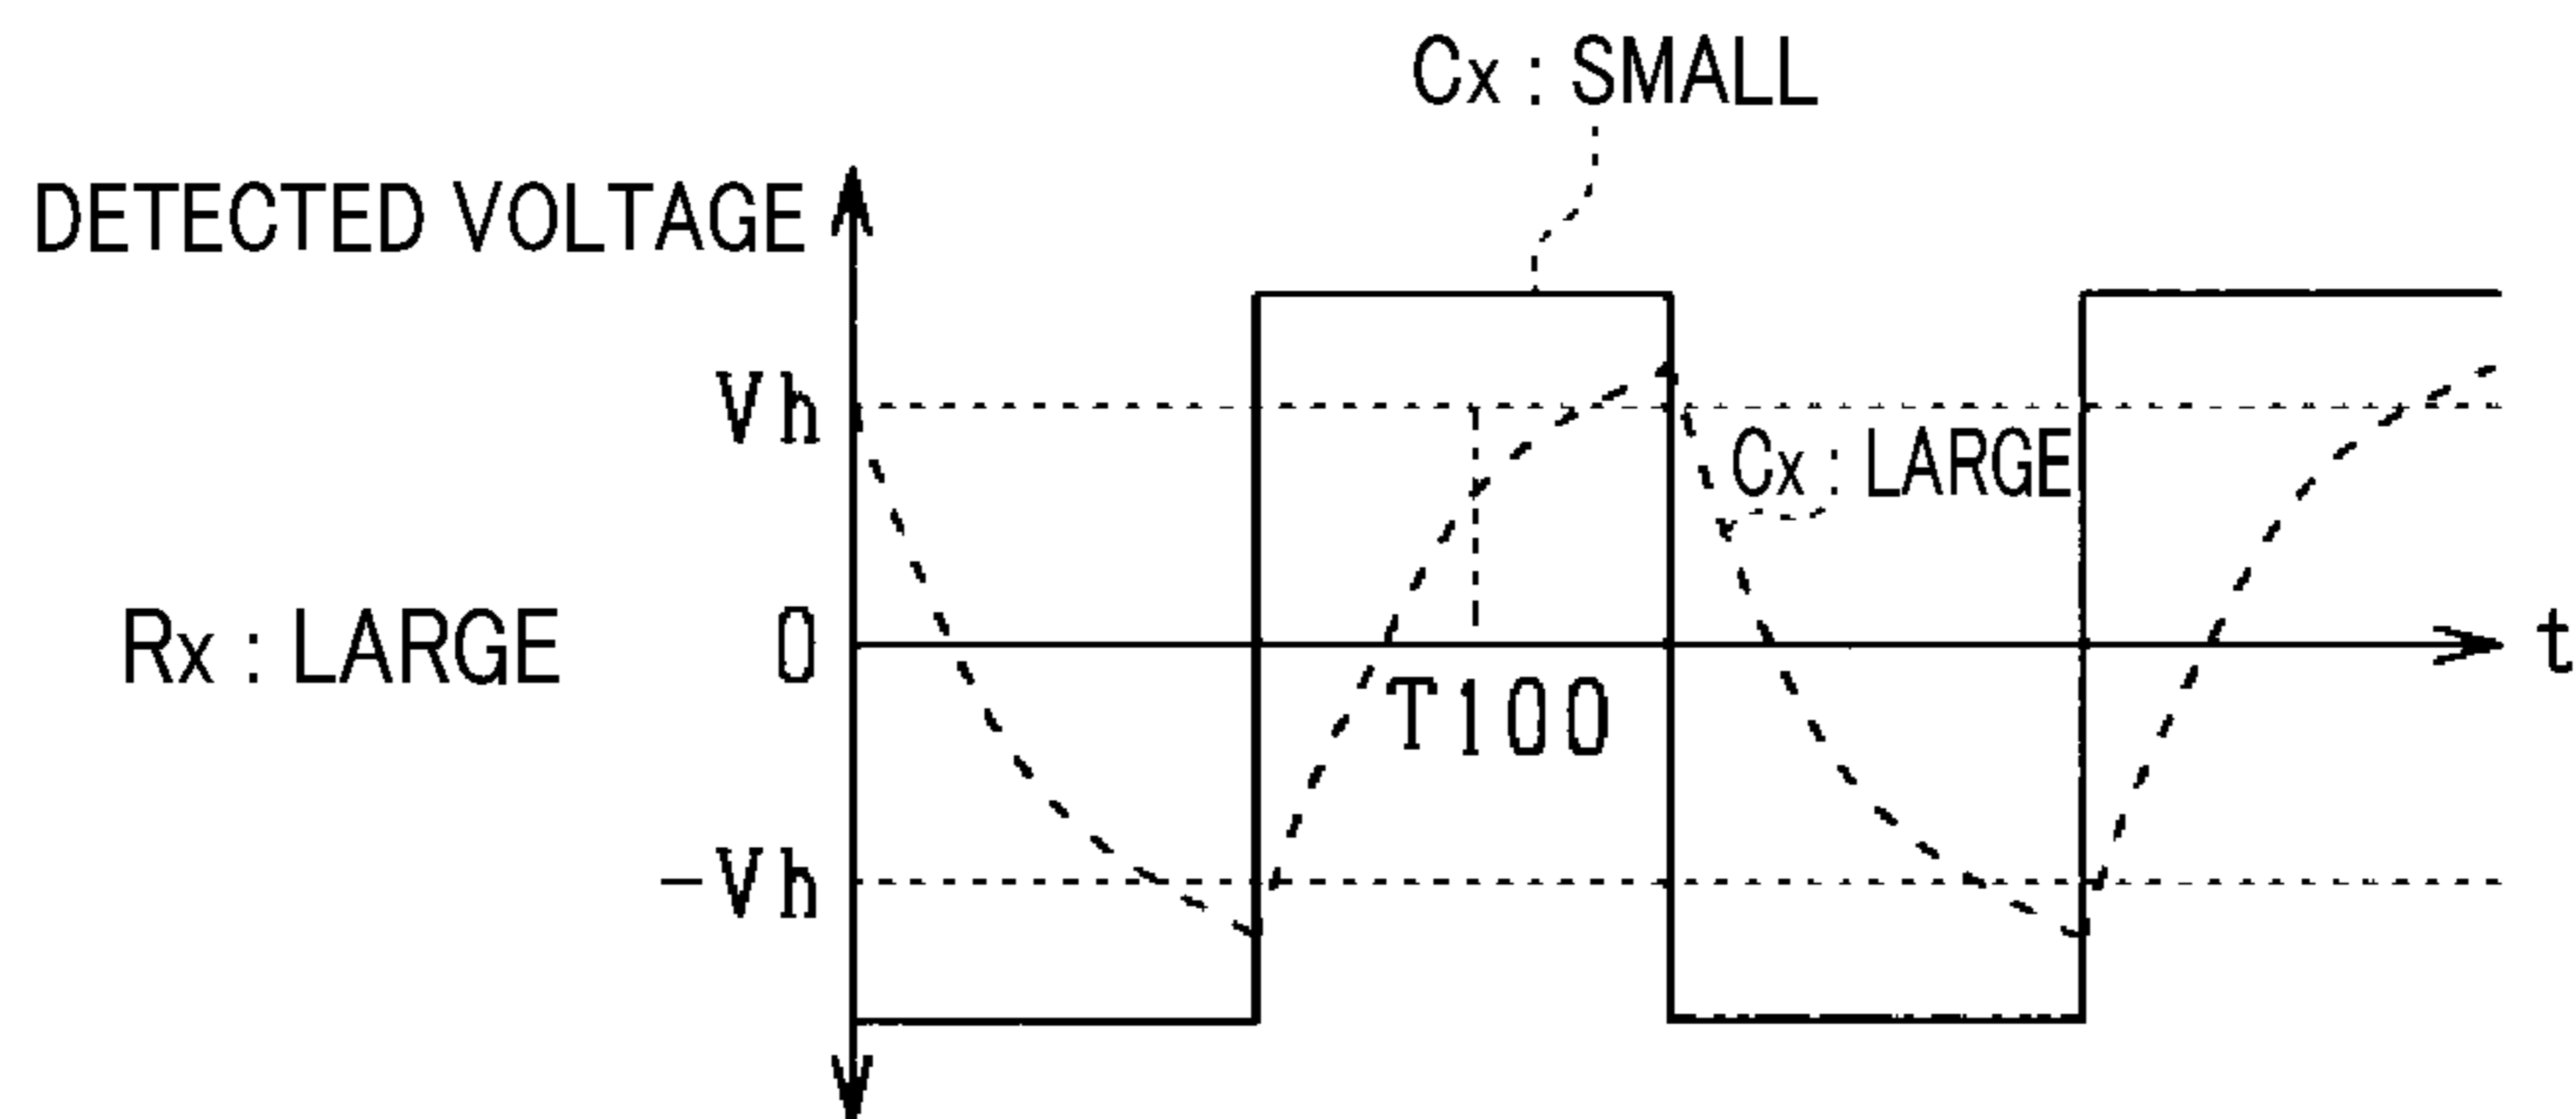 Cx : SMALL
DETECTED VOLTAGE
Vh
Cx : LARGE
Rx : LARGE
0
t
T100
-Vh